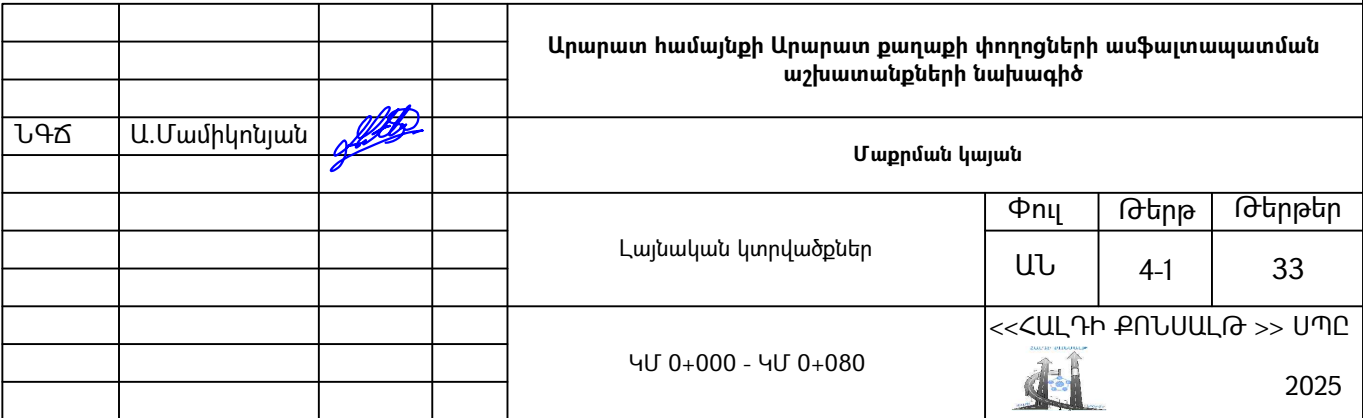 Արարատ համայնքի Արարատ քաղաքի փողոցների ասֆալտապատման
աշխատանքների նախագիծ
ՆԳՃ Ա.Մամիկոնյան
Մաքրման կայան
Լայնական կտրվածքներ
Փուլ Թերթ Թերթեր
ԱՆ 4-1 33
ԿՄ 0+000 - ԿՄ 0+080
<<ՀԱԼԴԻ ՔՈՆՍԱԼԹ >> ՍՊԸ
2025